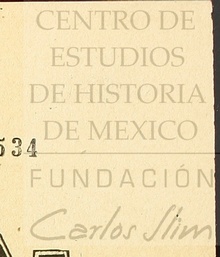 CENTRO DE
ESTUDIOS
DE HISTORIA
DE MEXICO
534
FUNDACIÓN
Carlos Slim